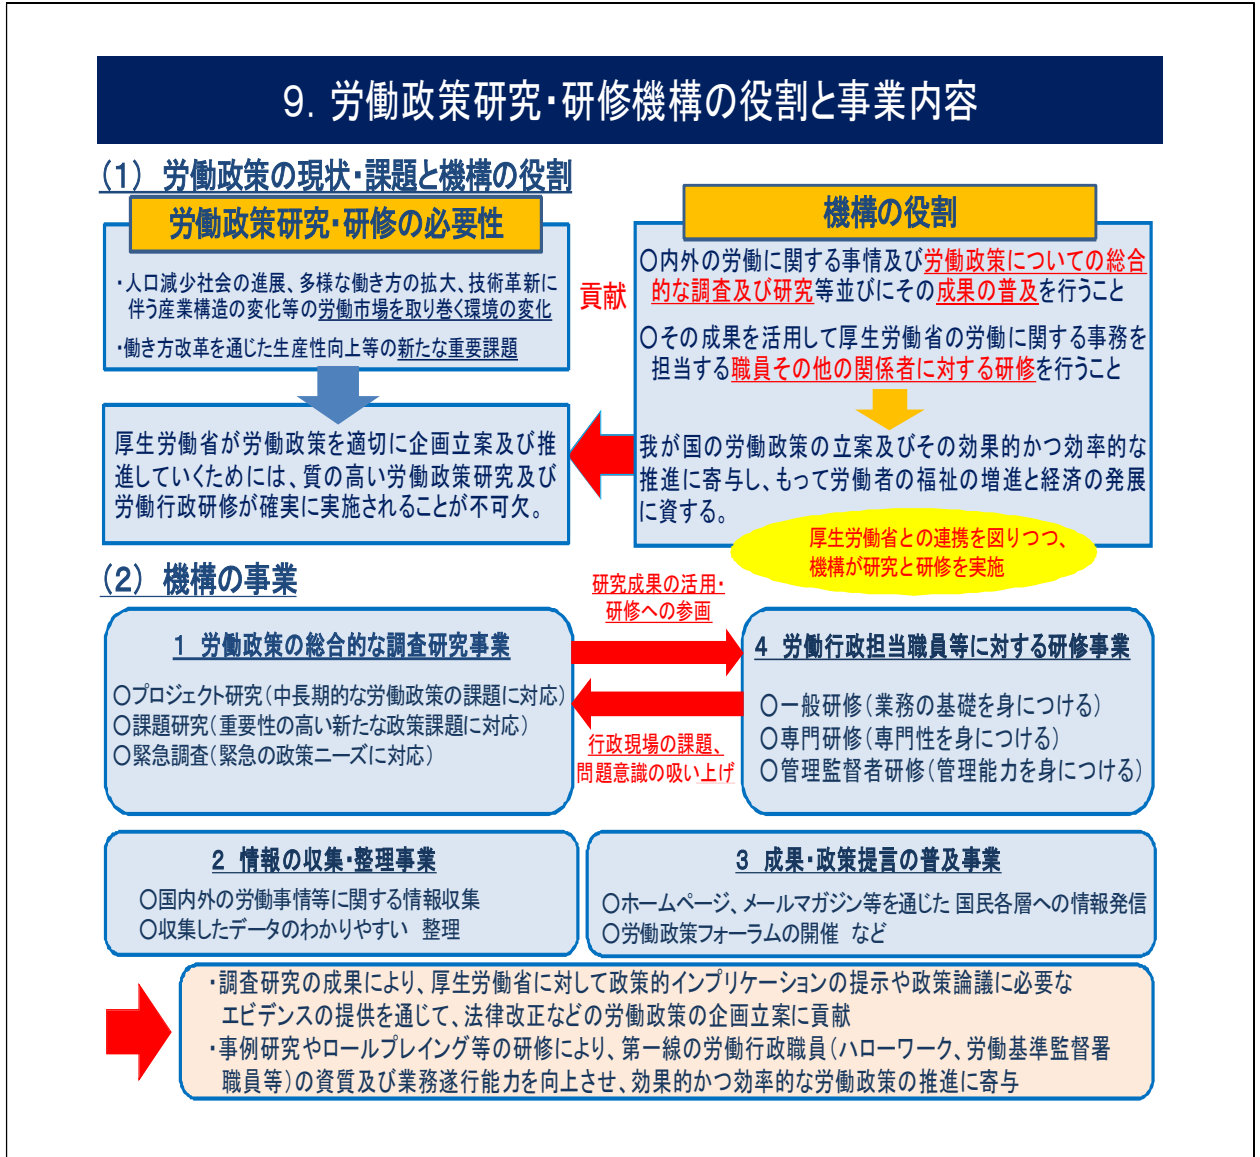 9．労働政策研究・研修機構の役割と事業内容
（1） 労働政策の現状・課題と機構の役割
労働政策研究・研修の必要性
・人口減少社会の進展、多様な働き方の拡大、技術革新に
伴う産業構造の変化等の労働市場を取り巻く環境の変化
・働き方改革を通じた生産性向上等の新たな重要課題
厚生労働省が労働政策を適切に企画立案及び推
進していくためには、質の高い労働政策研究及び
労働行政研修が確実に実施されることが不可欠。
貢献
機構の役割
○内外の労働に関する事情及び労働政策についての総合
的な調査及び研究等並びにその成果の普及を行うこと
○その成果を活用して厚生労働省の労働に関する事務を
担当する職員その他の関係者に対する研修を行うこと
我が国の労働政策の立案及びその効果的かつ効率的な
推進に寄与し、もって労働者の福祉の増進と経済の発展
に資する。
厚生労働省との連携を図りつつ、
機構が研究と研修を実施
（2） 機構の事業
1 労働政策の総合的な調査研究事業
○プロジェクト研究（中長期的な労働政策の課題に対応）
○課題研究（重要性の高い新たな政策課題に対応）
○緊急調査（緊急の政策ニーズに対応）
研究成果の活用・
研修への参画
行政現場の課題、
問題意識の吸い上げ
4 労働行政担当職員等に対する研修事業
○一般研修（業務の基礎を身につける）
○専門研修（専門性を身につける）
○管理監督者研修（管理能力を身につける）
2 情報の収集・整理事業
○国内外の労働事情等に関する情報収集
○収集したデータのわかりやすい 整理
3 成果・政策提言の普及事業
○ホームページ、メールマガジン等を通じた 国民各層への情報発信
○労働政策フォーラムの開催 など
・調査研究の成果により、厚生労働省に対して政策的インプリケーションの提示や政策論議に必要な
エビデンスの提供を通じて、法律改正などの労働政策の企画立案に貢献
・事例研究やロールプレイング等の研修により、第一線の労働行政職員（ハローワーク、労働基準監督署
職員等）の資質及び業務遂行能力を向上させ、効果的かつ効率的な労働政策の推進に寄与